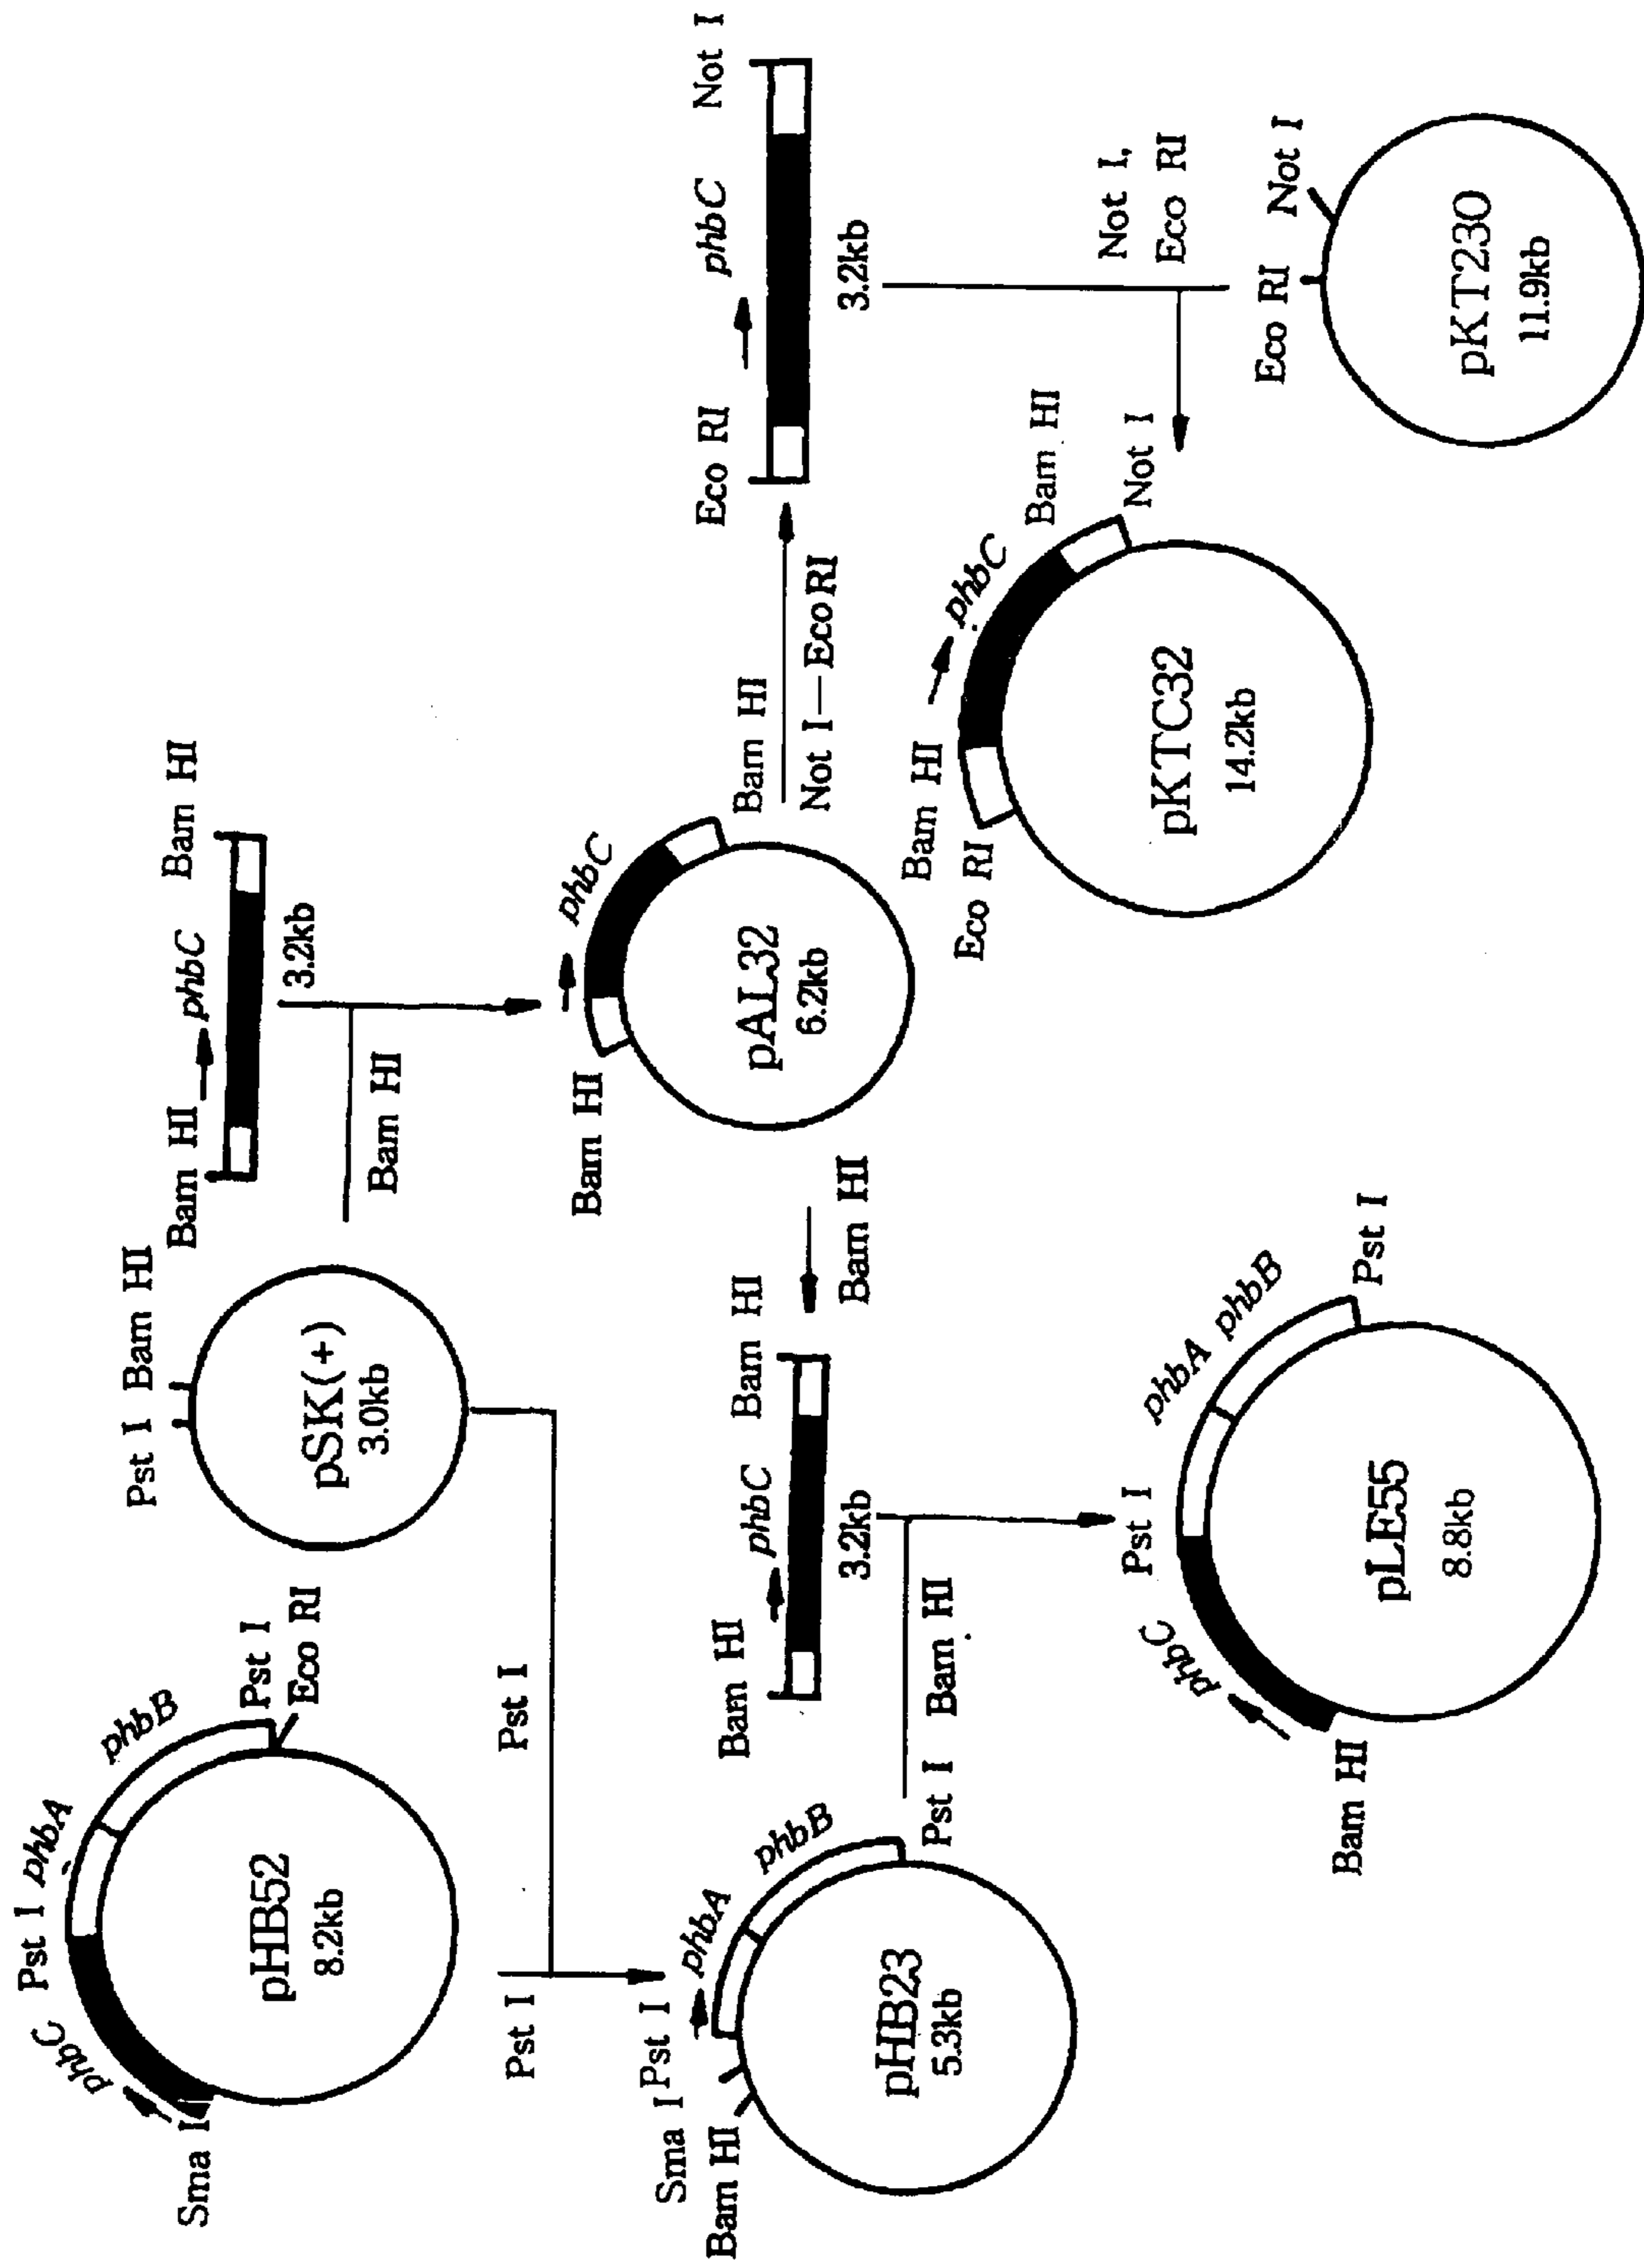 phbC Pst I phbA
phbB
Sma I
Pst I
Eco RI
pHB52
8.2kb
Pst I Bam HI
pSK(+)
3.0kb
Bam HI phbC Bam HI
3.2kb
Bam HI
Pst I
Pst I
Sma I Pst I phbA
phbB
Bam HI
Pst I
pHB23
5.3kb
Bam HI phbC Bam HI
3.2kb
Bam HI
Bam HI
phbC
Bam HI
pAL32
6.2kb
Bam HI
Not I—Eco RI
Eco RI phbC Not I
3.2kb
Not I,
Eco RI
Bam HI phbC
Bam HI
Eco RI
Not I
pKTC32
14.2kb
Eco RI Not I
pKT230
11.9kb
phbC Pst I phbA phbB
Bam HI
Pst I
pLE55
8.8kb